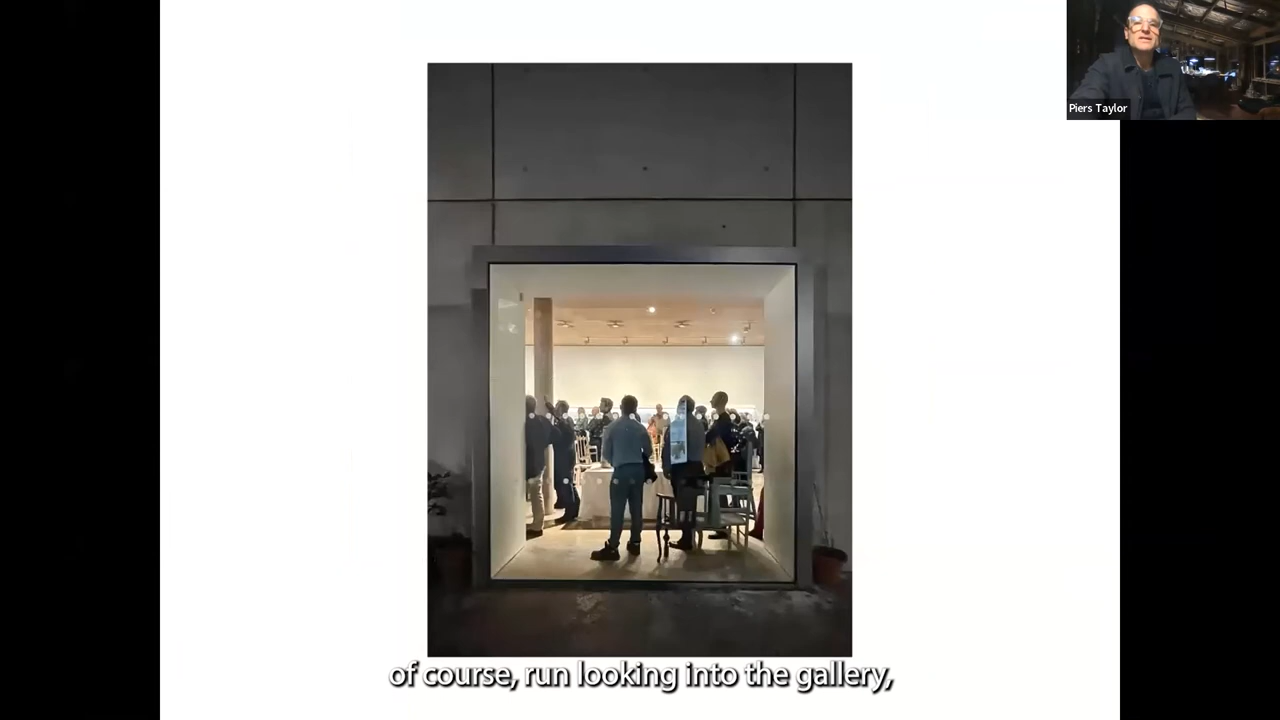 Piers Taylor
of course, run looking into the gallery,